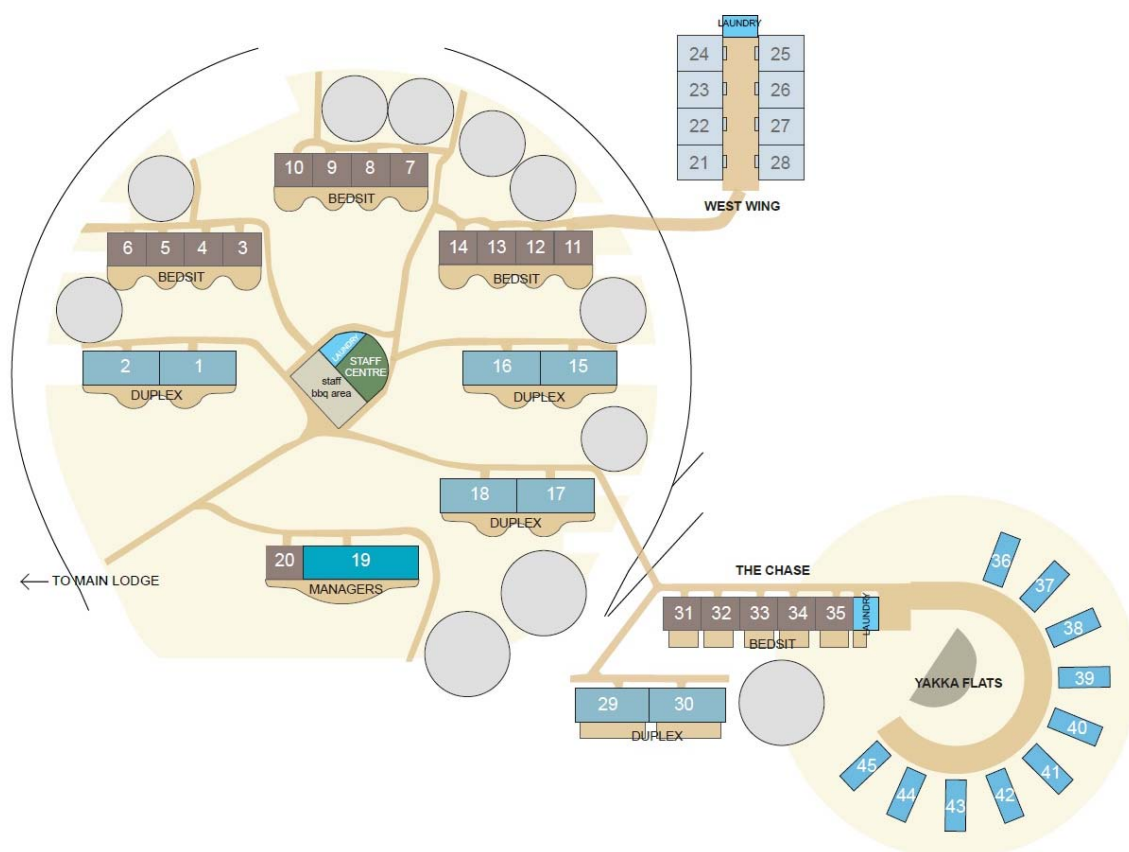 LAUNDRY
24 25
23 26
22 27
21 28
WEST WING
10 9 8 7
BEDSIT
6 5 4 3
BEDSIT
14 13 12 11
BEDSIT
2 1
DUPLEX
LAUNDRY
STAFF
CENTRE
staff
bbq area
16 15
DUPLEX
18 17
DUPLEX
20 19
MANAGERS
← TO MAIN LODGE
THE CHASE
31 32 33 34 35 LAUNDRY
BEDSIT
29 30
DUPLEX
YAKKA FLATS
36
37
38
39
40
41
42
43
44
45